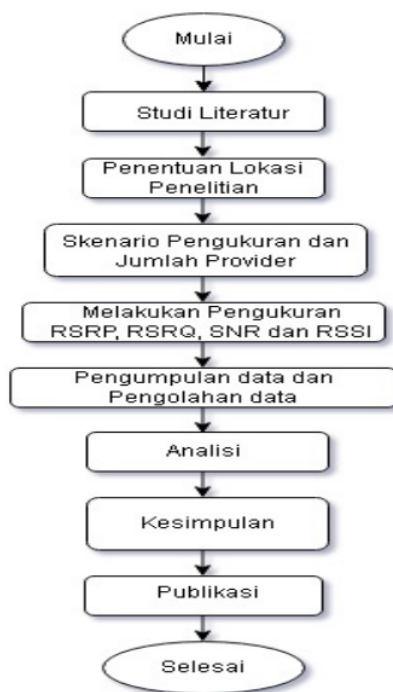 Mulai
Studi Literatur
Penentuan Lokasi
Penelitian
Skenario Pengukuran dan
Jumlah Provider
Melakukan Pengukuran
RSRP, RSRQ, SNR dan RSSI
Pengumpulan data dan
Pengolahan data
Analisi
Kesimpulan
Publikasi
Selesai